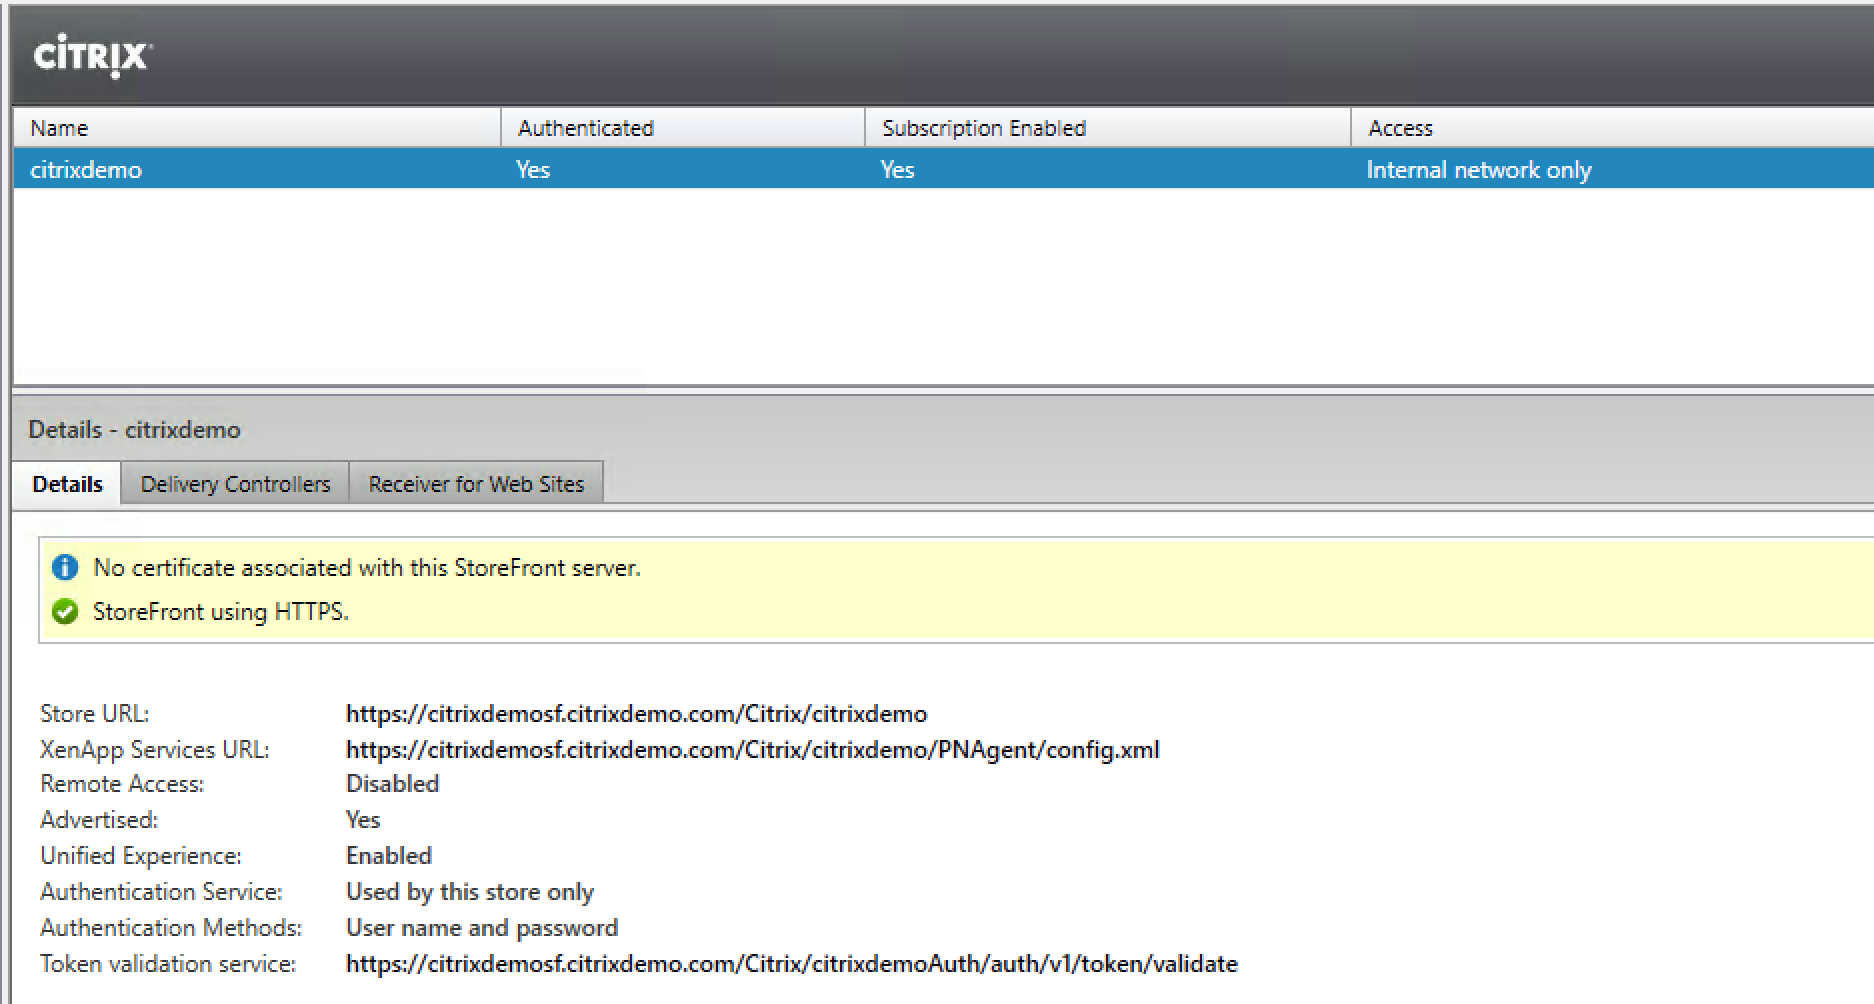 CiTRIX
Name Authenticated Subscription Enabled Access
citrixdemo Yes Yes Internal network only
Details - citrixdemo
Details Delivery Controllers Receiver for Web Sites
No certificate associated with this StoreFront server.
StoreFront using HTTPS.
Store URL: https://citrixdemosf.citrixdemo.com/Citrix/citrixdemo
XenApp Services URL: https://citrixdemosf.citrixdemo.com/Citrix/citrixdemo/PNAgent/config.xml
Remote Access: Disabled
Advertised: Yes
Unified Experience: Enabled
Authentication Service: Used by this store only
Authentication Methods: User name and password
Token validation service: https://citrixdemosf.citrixdemo.com/Citrix/citrixdemoAuth/auth/v1/token/validate